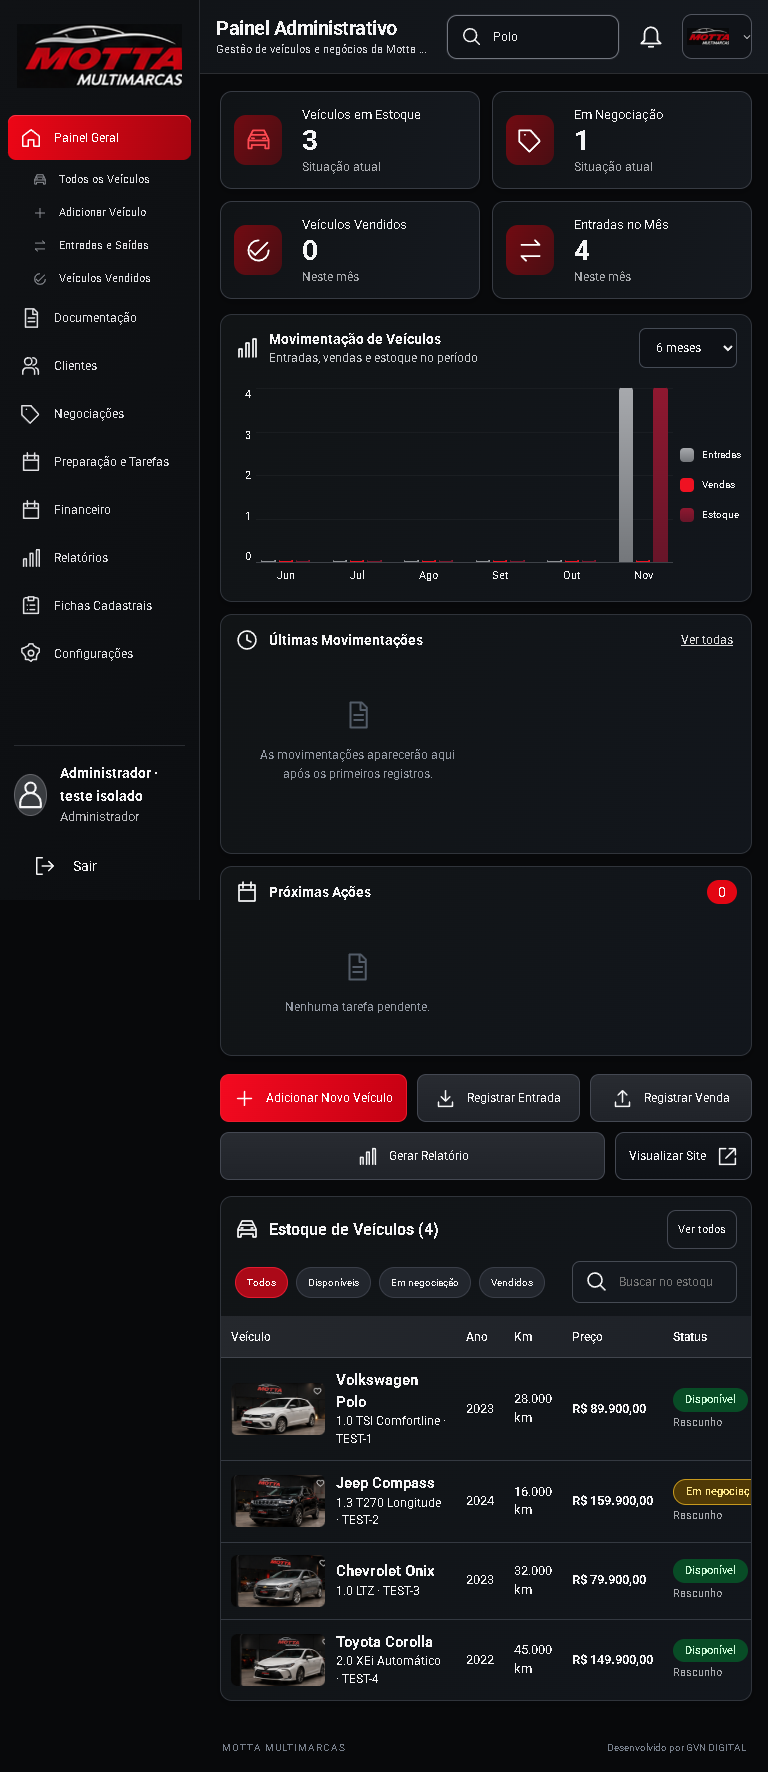 MOTTA
MULTIMARCAS
Painel Geral
Todos os Veículos
Adicionar Veículo
Entradas e Saídas
Veículos Vendidos
Documentação
Clientes
Negociações
Preparação e Tarefas
Financeiro
Relatórios
Fichas Cadastrais
Configurações
Administrador ·
teste isolado
Administrador
Sair
Painel Administrativo
Gestão de veículos e negócios da Motta ...
Polo
Veículos em Estoque
3
Situação atual
Em Negociação
1
Situação atual
Veículos Vendidos
0
Neste mês
Entradas no Mês
4
Neste mês
Movimentação de Veículos
Entradas, vendas e estoque no período
6 meses
4
3
2
1
0
Jun Jul Ago Set Out Nov
Entradas
Vendas
Estoque
Últimas Movimentações
Ver todas
As movimentações aparecerão aqui
após os primeiros registros.
Próximas Ações
0
Nenhuma tarefa pendente.
Adicionar Novo Veículo
Registrar Entrada
Registrar Venda
Gerar Relatório
Visualizar Site
Estoque de Veículos (4)
Ver todos
Todos
Disponíveis
Em negociação
Vendidos
Buscar no estoqu
Veículo Ano Km Preço Status
Volkswagen
Polo
1.0 TSI Comfortline ·
TEST-1
2023
28.000
km
R$ 89.900,00
Disponível
Rascunho
Jeep Compass
1.3 T270 Longitude
· TEST-2
2024
16.000
km
R$ 159.900,00
Em negociaç
Rascunho
Chevrolet Onix
1.0 LTZ · TEST-3
2023
32.000
km
R$ 79.900,00
Disponível
Rascunho
Toyota Corolla
2.0 XEi Automático
· TEST-4
2022
45.000
km
R$ 149.900,00
Disponível
Rascunho
MOTTA MULTIMARCAS
Desenvolvido por GVN DIGITAL